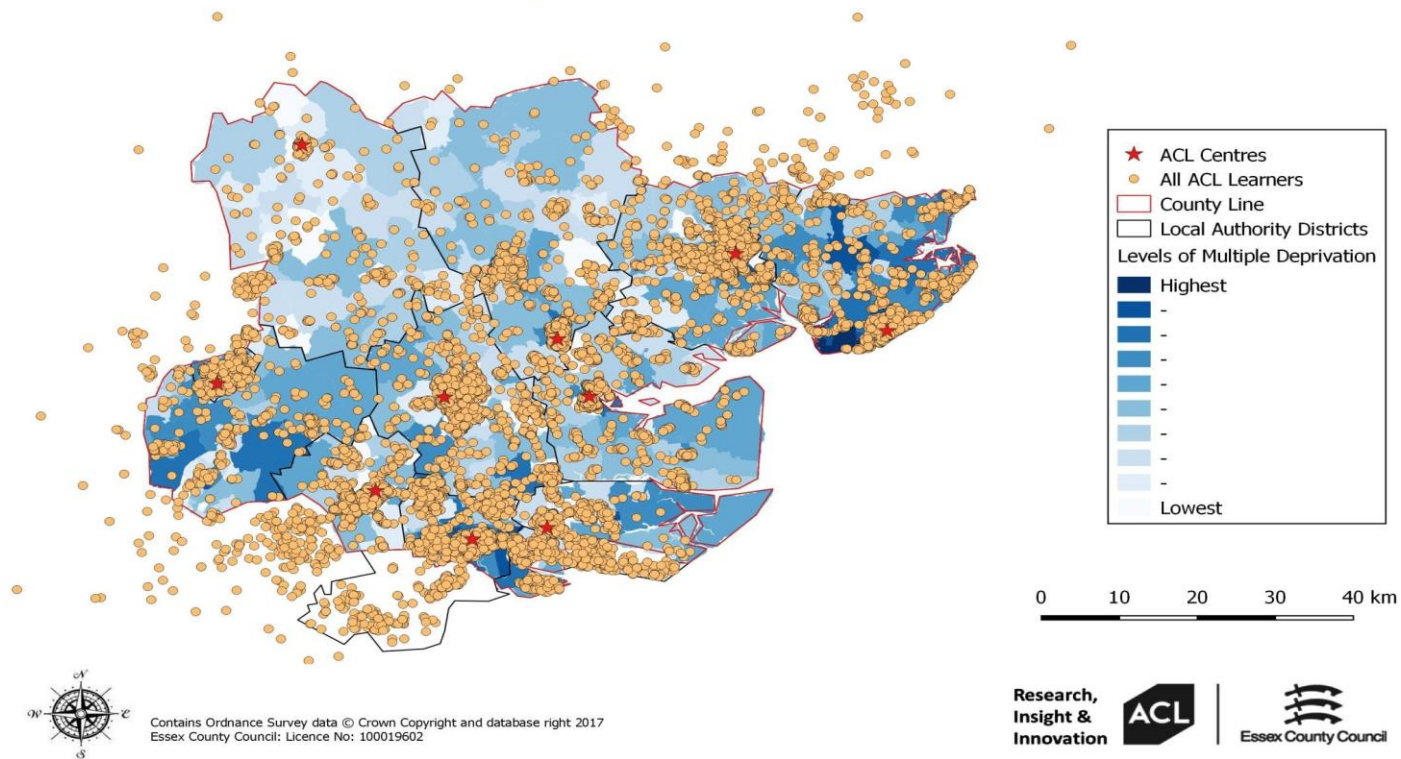 ACL Centres
All ACL Learners
County Line
Local Authority Districts
Levels of Multiple Deprivation
Highest
-
-
-
-
-
-
-
-
Lowest
0 10 20 30 40 km
N
W e
S
Contains Ordnance Survey data © Crown Copyright and database right 2017
Essex County Council: Licence No: 100019602
Research,
Insight &
Innovation
ACL
Essex County Council